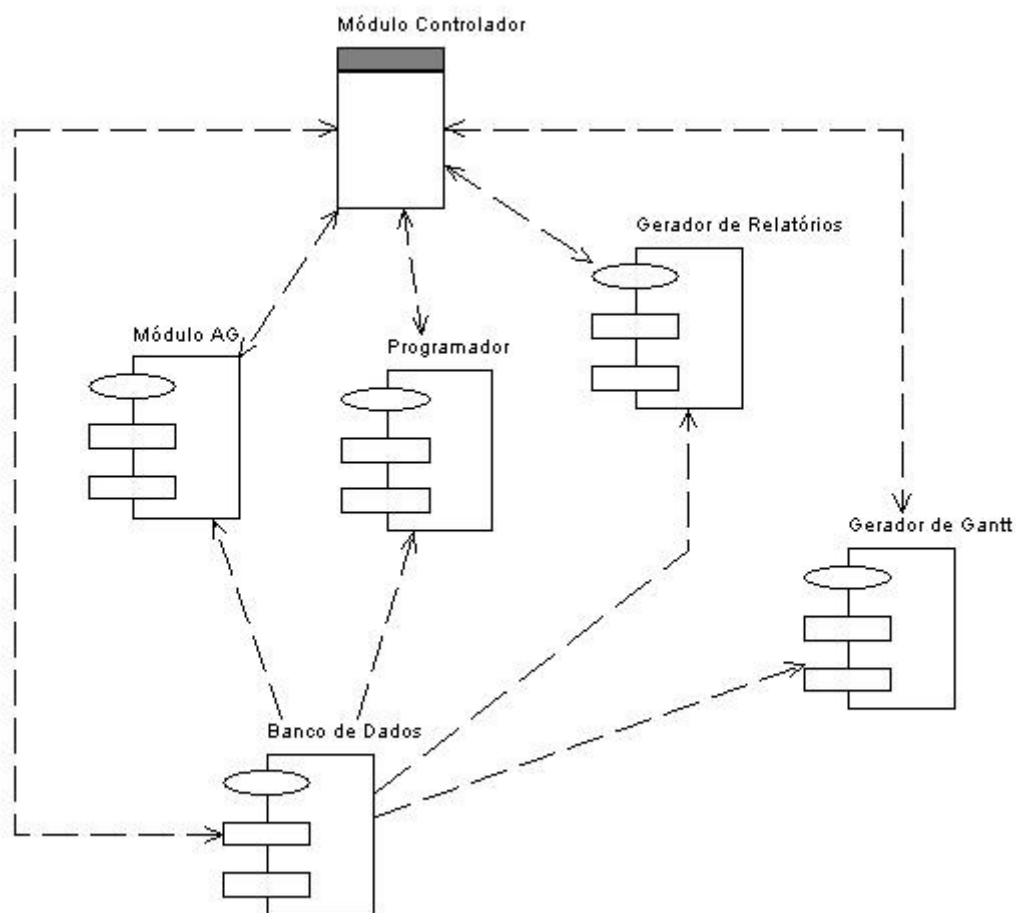 Módulo Controlador
Gerador de Relatórios
Módulo AG
Programador
Gerador de Gantt
Banco de Dados